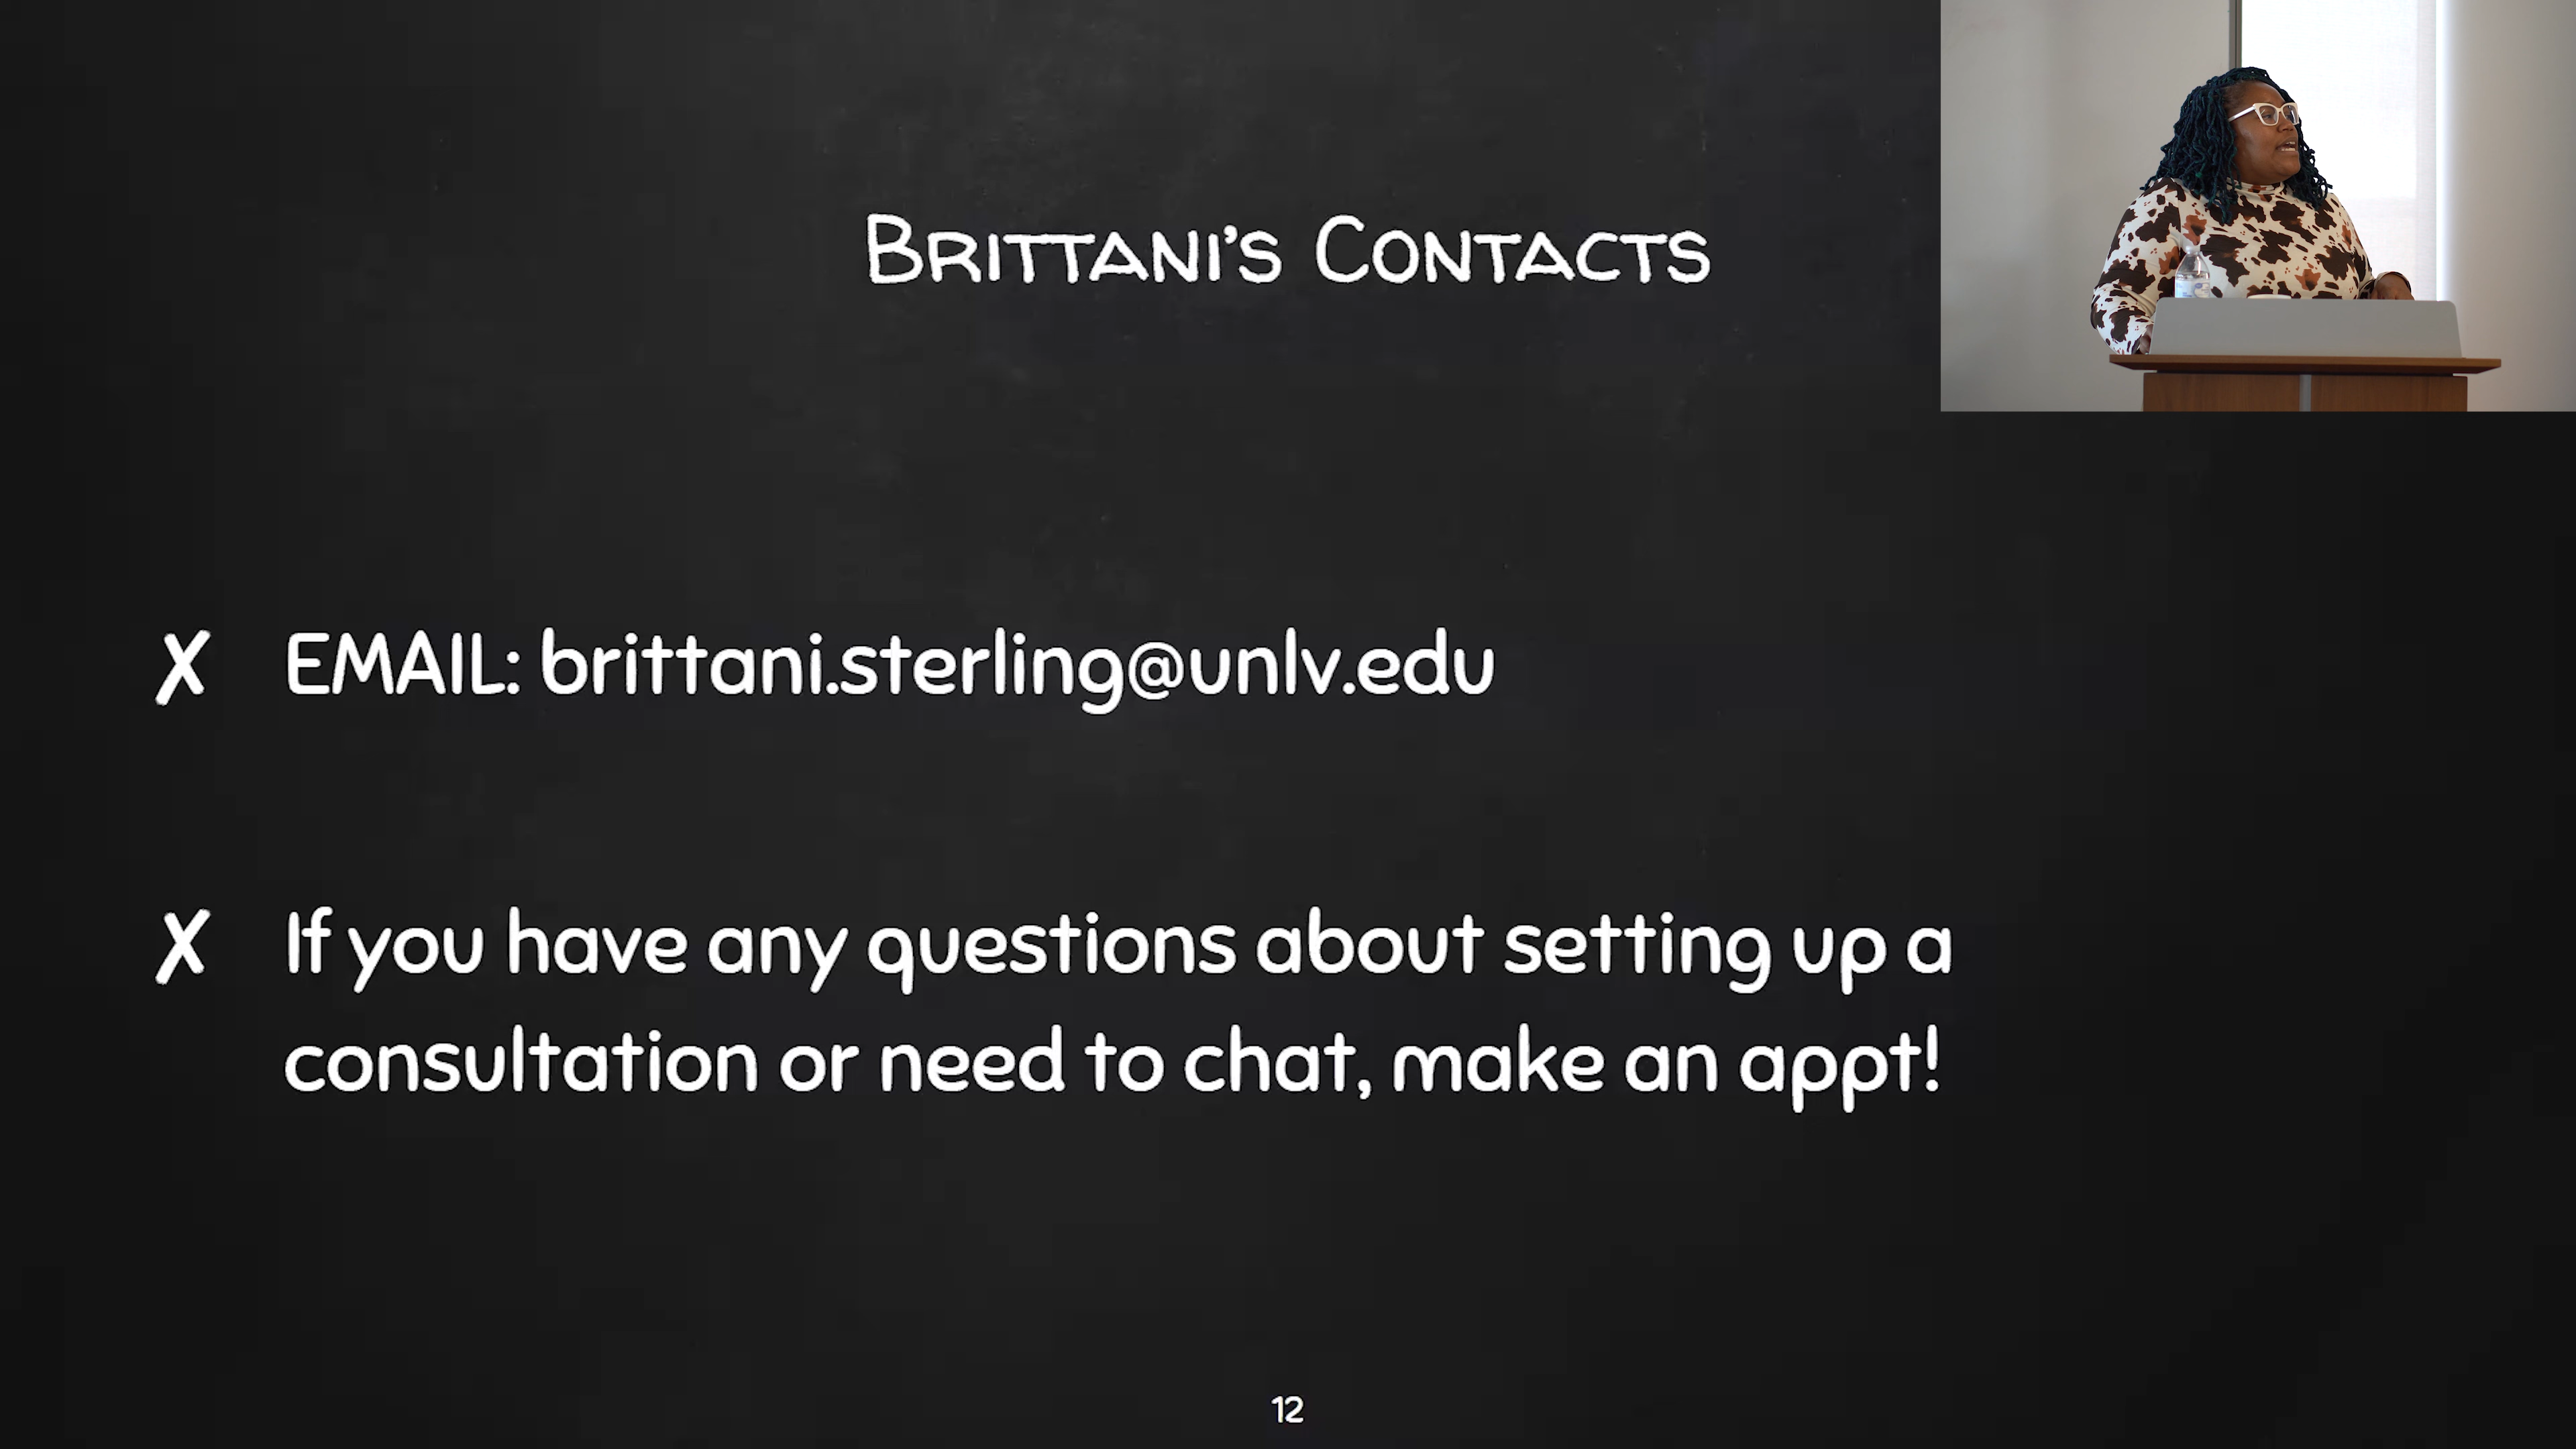 Brittani's Contacts
✗ EMAIL: brittani.sterling@unlv.edu
✗ If you have any questions about setting up a
consultation or need to chat, make an appt!
12